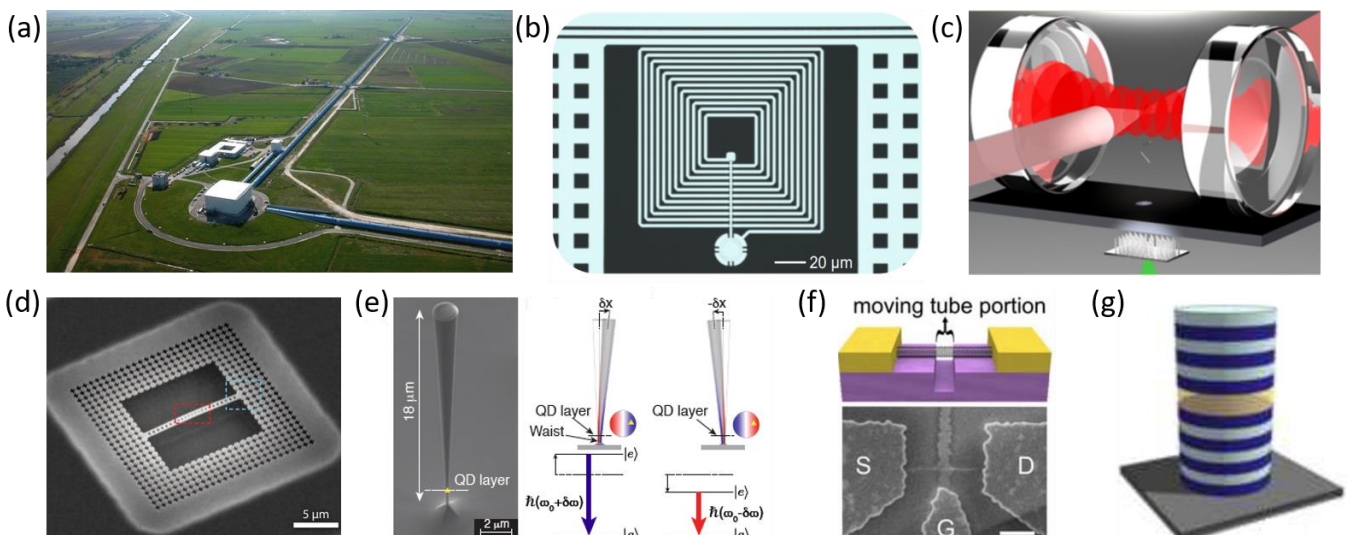 (a)
(b)
20 μm
(c)
(d)
5 μm
(e)
18 μm
QD layer
2 μm
δx
-δx
QD layer
Waist
QD layer
|e⟩
|e⟩
ℏ(ω₀+δω)
ℏ(ω₀-δω)
(f)
moving tube portion
S
D
G
(g)